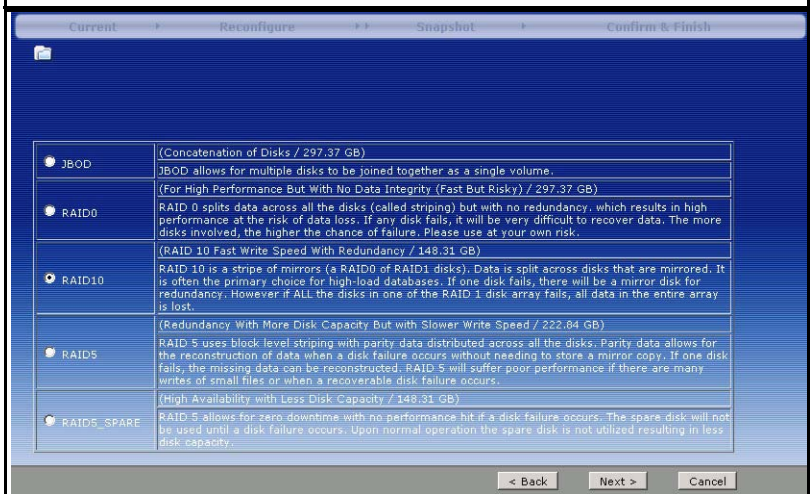 Current Reconfigure Snapshot Confirm & Finish
JBOD
(Concatenation of Disks / 297.37 GB)
JBOD allows for multiple disks to be joined together as a single volume.
RAID0
(For High Performance But With No Data Integrity (Fast But Risky) / 297.37 GB)
RAID 0 splits data across all the disks (called striping) but with no redundancy. which results in high
performance at the risk of data loss. If any disk fails, it will be very difficult to recover data. The more
disks involved, the higher the chance of failure. Please use at your own risk.
RAID10
(RAID 10 Fast Write Speed With Redundancy / 148.31 GB)
RAID 10 is a stripe of mirrors (a RAID0 of RAID1 disks). Data is split across disks that are mirrored. It
is often the primary choice for high-load databases. If one disk fails, there will be a mirror disk for
redundancy. However if ALL the disks in one of the RAID 1 disk array fails, all data in the entire array
is lost.
RAID5
(Redundancy With More Disk Capacity But with Slower Write Speed / 222.84 GB)
RAID 5 uses block level striping with parity data distributed across all the disks. Parity data allows for
the reconstruction of data when a disk failure occurs without needing to store a mirror copy. If one disk
fails, the missing data can be reconstructed. RAID 5 will suffer poor performance if there are many
writes of small files or when a recoverable disk failure occurs.
RAID5_SPARE
(High Availability with Less Disk Capacity / 148.31 GB)
RAID 5 allows for zero downtime with no performance hit if a disk failure occurs. The spare disk will not
be used until a disk failure occurs. Upon normal operation the spare disk is not utilized resulting in less
disk capacity.
< Back Next > Cancel